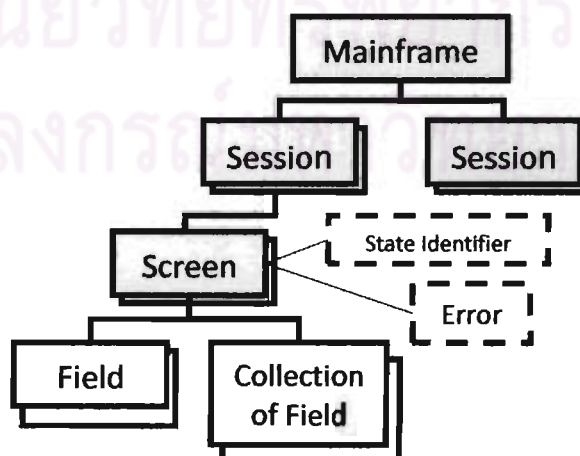 Mainframe
Session
Session
State Identifier
Screen
Error
Field
Collection
of Field